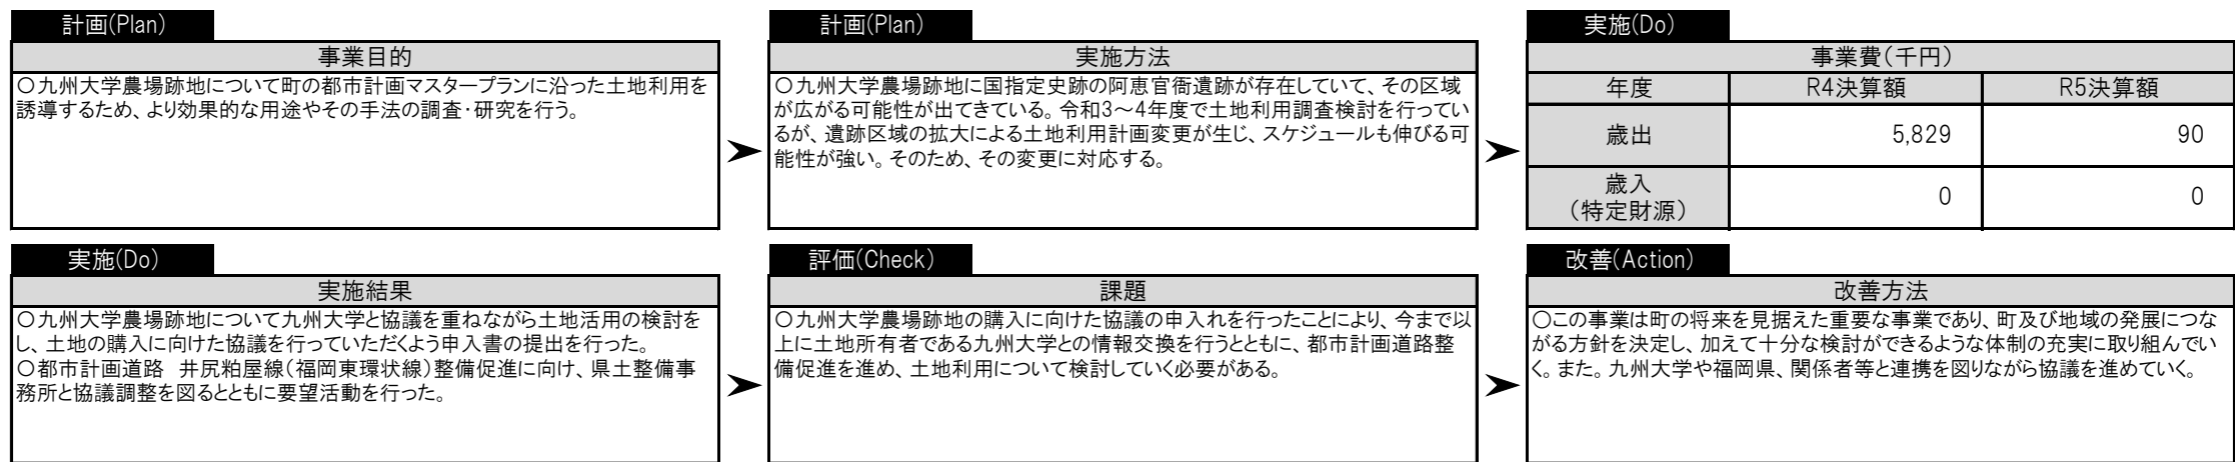 計画(Plan)
事業目的
○九州大学農場跡地について町の都市計画マスタープランに沿った土地利用を
誘導するため、より効果的な用途やその手法の調査・研究を行う。
計画(Plan)
実施方法
○九州大学農場跡地に国指定史跡の阿恵官衙遺跡が存在していて、その区域
が広がる可能性が出てきている。令和3～4年度で土地利用調査検討を行ってい
るが、遺跡区域の拡大による土地利用計画変更が生じ、スケジュールも伸びる可
能性が強い。そのため、その変更に対応する。
実施(Do)
事業費(千円)
年度 R4決算額 R5決算額
歳出 5,829 90
歳入
(特定財源) 0 0
実施(Do)
実施結果
○九州大学農場跡地について九州大学と協議を重ねながら土地活用の検討を
し、土地の購入に向けた協議を行っていただくよう申入書の提出を行った。
○都市計画道路 井尻粕屋線(福岡東環状線)整備促進に向け、県土整備事
務所と協議調整を図るとともに要望活動を行った。
評価(Check)
課題
○九州大学農場跡地の購入に向けた協議の申入れを行ったことにより、今まで以
上に土地所有者である九州大学との情報交換を行うとともに、都市計画道路整
備促進を進め、土地利用について検討していく必要がある。
改善(Action)
改善方法
○この事業は町の将来を見据えた重要な事業であり、町及び地域の発展につな
がる方針を決定し、加えて十分な検討ができるような体制の充実に取り組んでい
く。また。九州大学や福岡県、関係者等と連携を図りながら協議を進めていく。